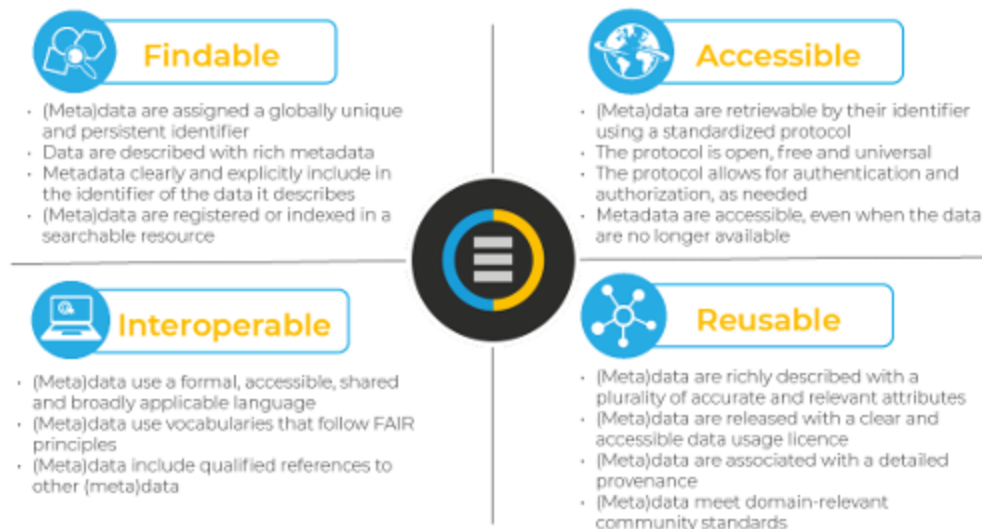 Findable
• (Meta)data are assigned a globally unique
and persistent identifier
• Data are described with rich metadata
• Metadata clearly and explicitly include in
the identifier of the data it describes
• (Meta)data are registered or indexed in a
searchable resource
Accessible
• (Meta)data are retrievable by their identifier
using a standardized protocol
• The protocol is open, free and universal
• The protocol allows for authentication and
authorization, as needed
• Metadata are accessible, even when the data
are no longer available
Interoperable
• (Meta)data use a formal, accessible, shared
and broadly applicable language
• (Meta)data use vocabularies that follow FAIR
principles
• (Meta)data include qualified references to
other (meta)data
Reusable
• (Meta)data are richly described with a
plurality of accurate and relevant attributes
• (Meta)data are released with a clear and
accessible data usage licence
• (Meta)data are associated with a detailed
provenance
• (Meta)data meet domain-relevant
community standards